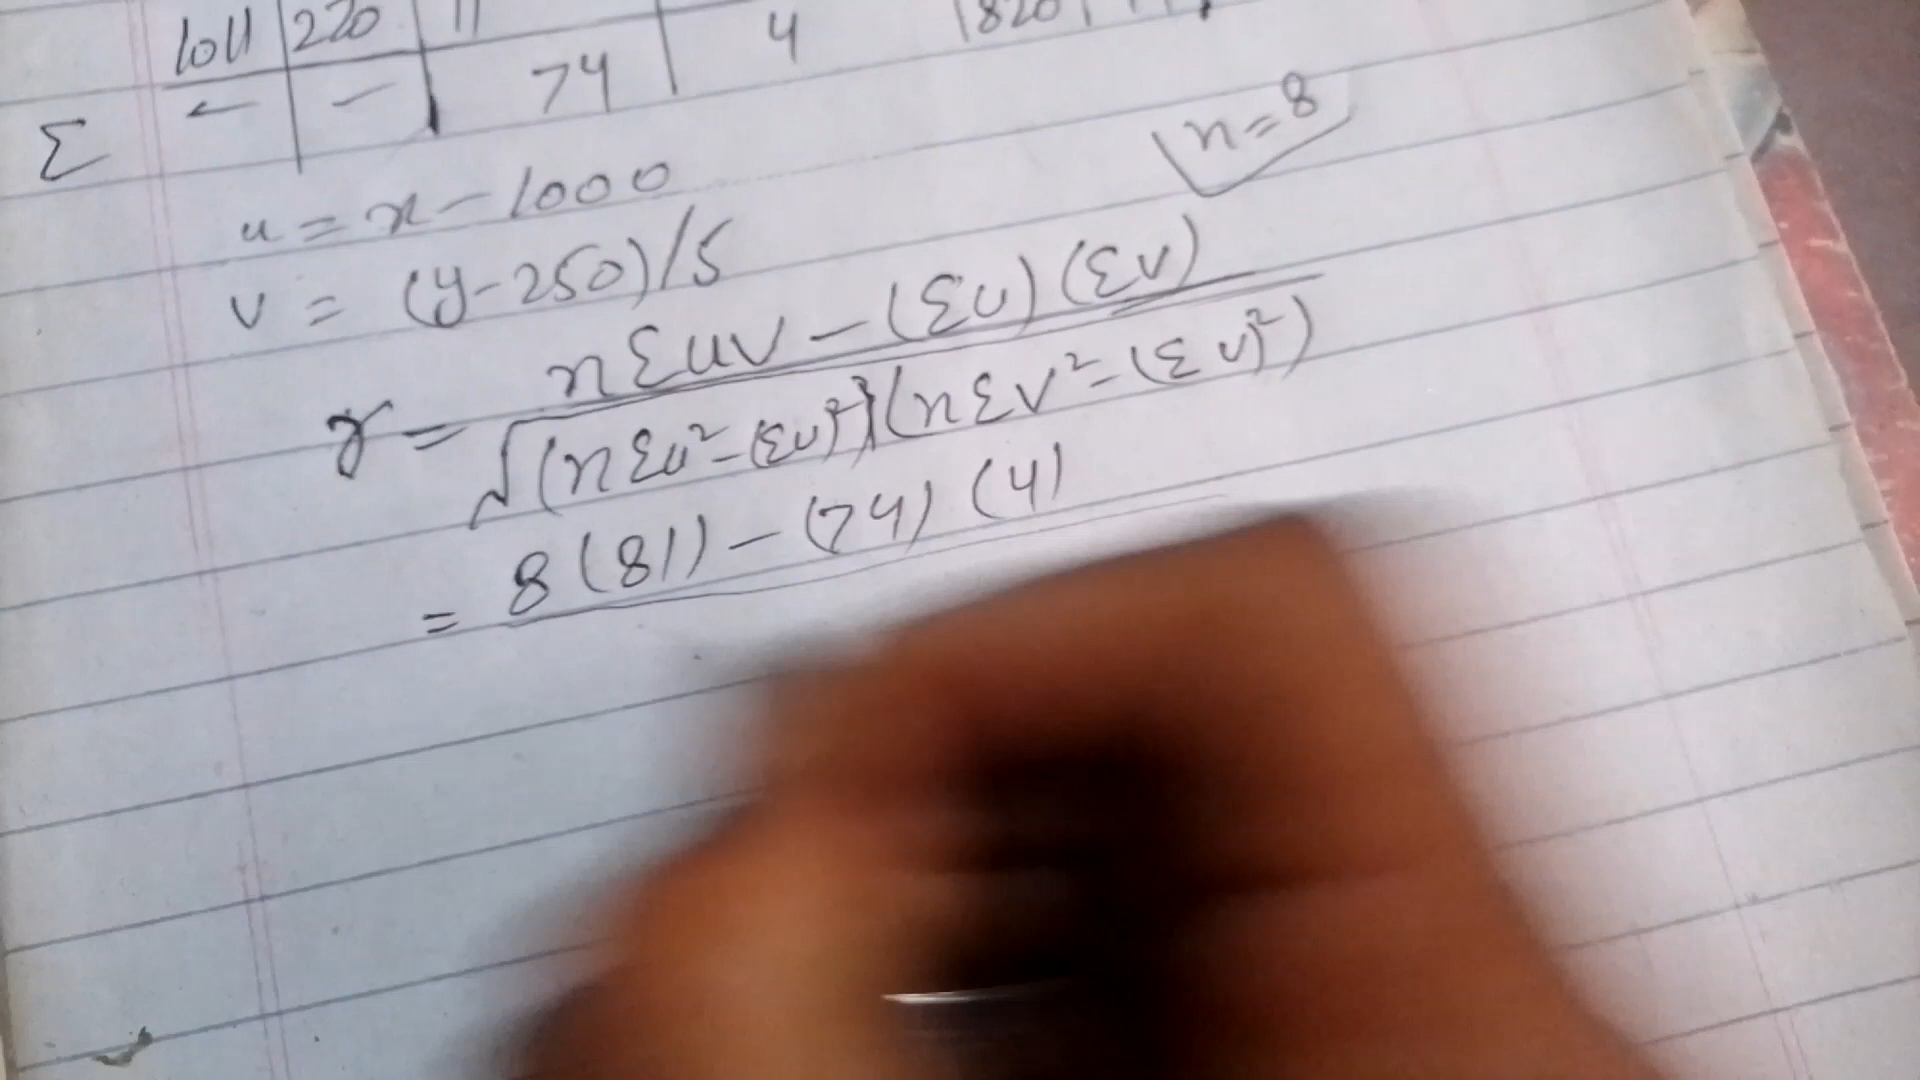 1011 220 11
Σ – – 74 4 1820
n=8
u = x - 1000
v = (y-250)/5
r = nΣuv - (Σu)(Σv)
√(nΣu²-(Σu)²)(nΣv²-(Σv)²)
= 8(81) - (74)(4)